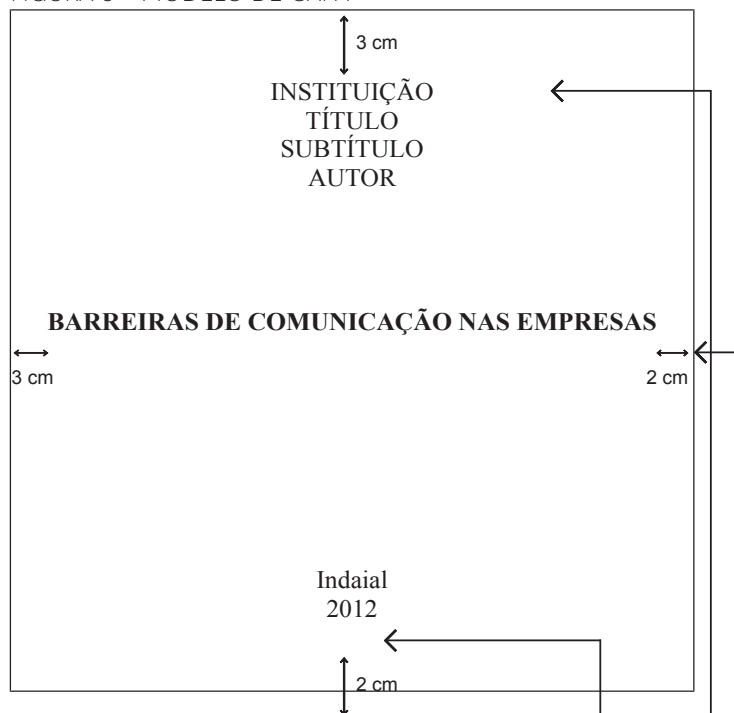 3 cm
INSTITUIÇÃO
TÍTULO
SUBTÍTULO
AUTOR
BARREIRAS DE COMUNICAÇÃO NAS EMPRESAS
3 cm
2 cm
Indaial
2012
2 cm